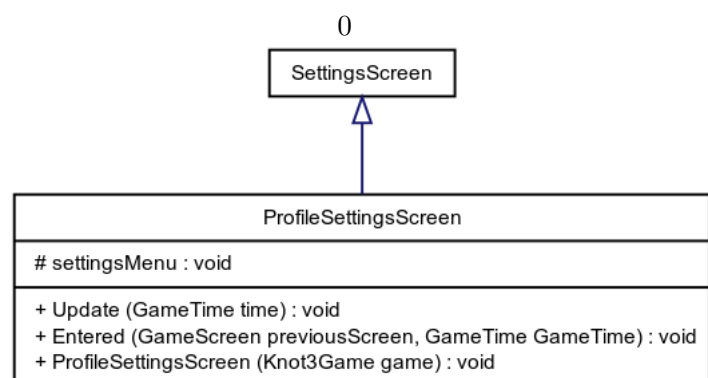 0
SettingsScreen
ProfileSettingsScreen
# settingsMenu : void
+ Update (GameTime time) : void
+ Entered (GameScreen previousScreen, GameTime GameTime) : void
+ ProfileSettingsScreen (Knot3Game game) : void